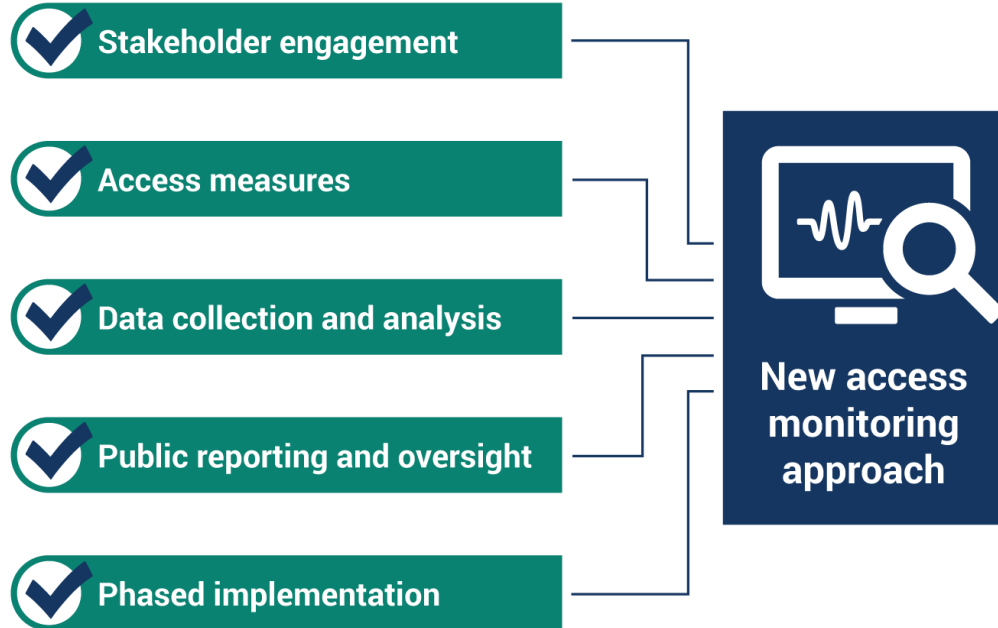 Stakeholder engagement
Access measures
Data collection and analysis
Public reporting and oversight
Phased implementation
New access
monitoring
approach